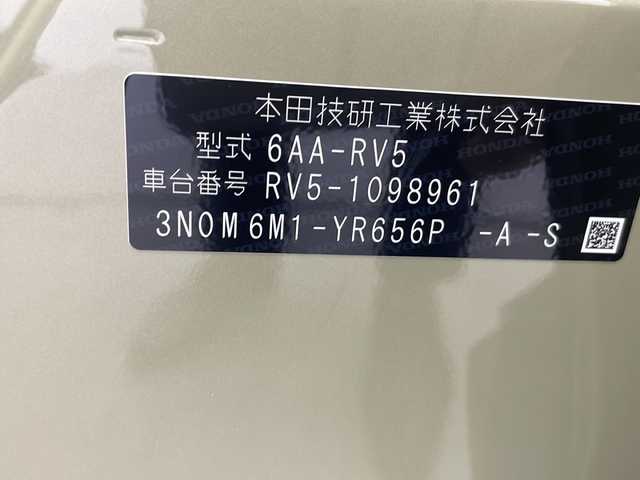 本田技研工業株式会社
型式 6AA-RV5
車台番号 RV5-1098961
3N0M6M1-YR656P -A-S